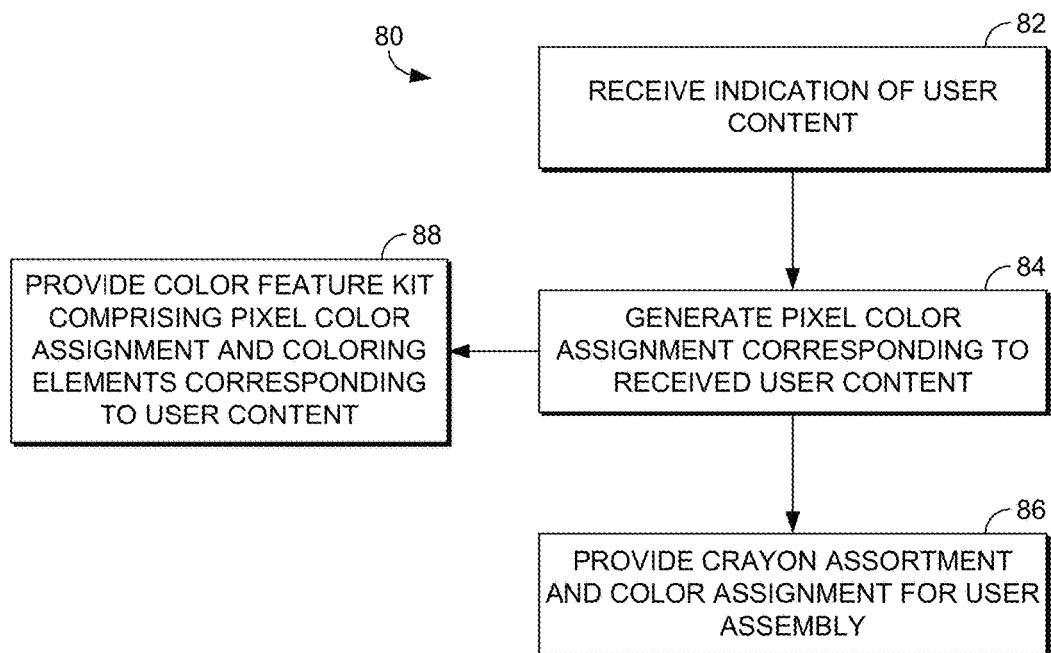 80
82
RECEIVE INDICATION OF USER
CONTENT
88
PROVIDE COLOR FEATURE KIT
COMPRISING PIXEL COLOR
ASSIGNMENT AND COLORING
ELEMENTS CORRESPONDING
TO USER CONTENT
84
GENERATE PIXEL COLOR
ASSIGNMENT CORRESPONDING TO
RECEIVED USER CONTENT
86
PROVIDE CRAYON ASSORTMENT
AND COLOR ASSIGNMENT FOR USER
ASSEMBLY